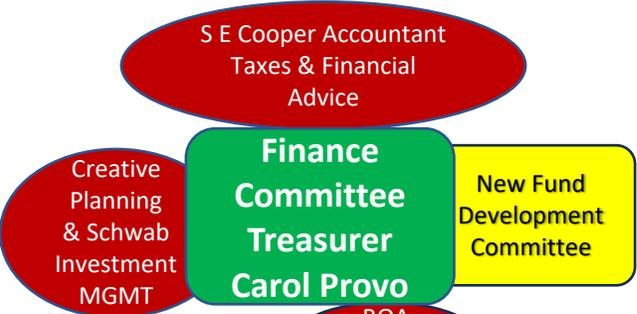 S E Cooper Accountant
Taxes & Financial
Advice
Creative
Planning
& Schwab
Investment
MGMT
Finance
Committee
Treasurer
Carol Provo
New Fund
Development
Committee